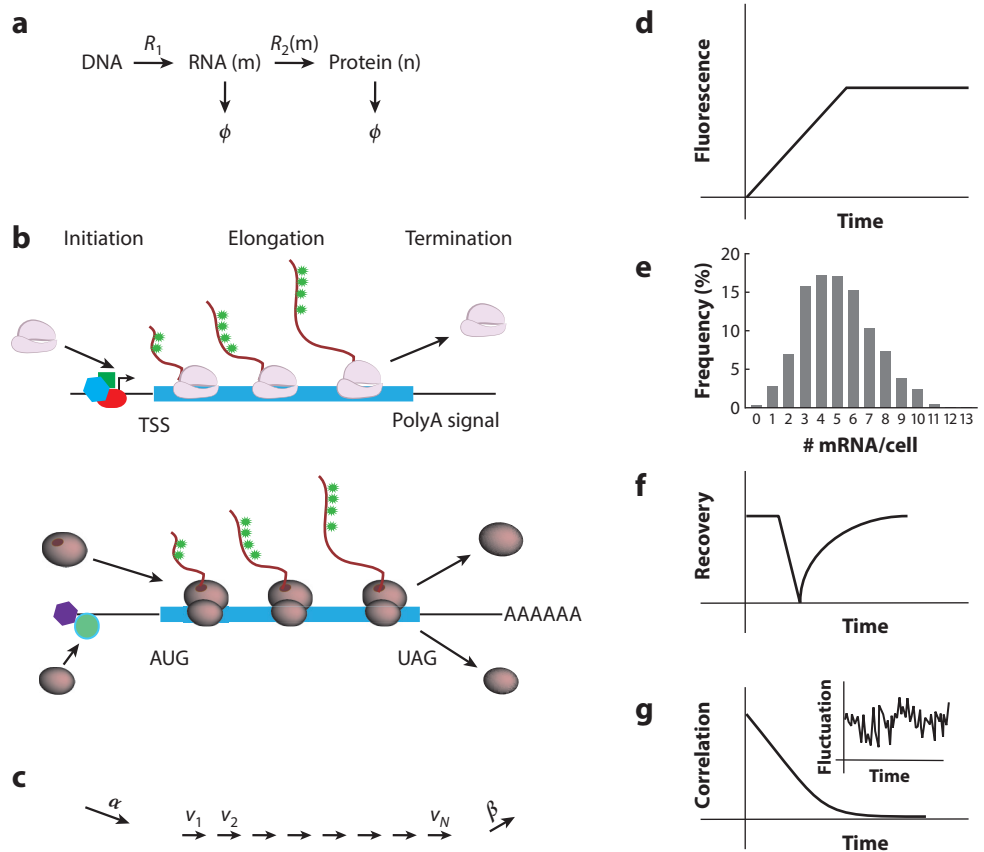 a
R1 R2(m)
DNA RNA (m) Protein (n)
ϕ ϕ
b
Initiation Elongation Termination
TSS PolyA signal
AAAAAA
AUG UAG
c
α v1 v2 vN β
d
Fluorescence
Time
e
Frequency (%)
20
15
10
5
0
0 1 2 3 4 5 6 7 8 9 10 11 12 13
# mRNA/cell
f
Recovery
Time
g
Correlation
Fluctuation
Time
Time